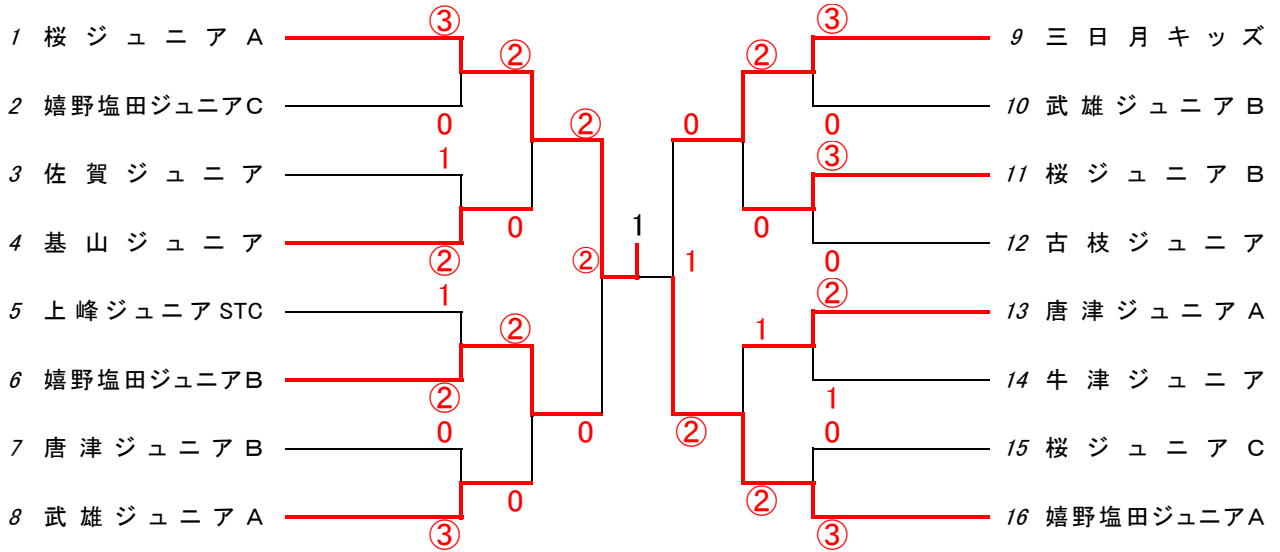 ③
1 桜ジュニアA
②
2 嬉野塩田ジュニアC
0
②
3 佐賀ジュニア
1
0
4 基山ジュニア
②
1
②
5 上峰ジュニアSTC
1
②
6 嬉野塩田ジュニアB
②
7 唐津ジュニアB
0
0
0
8 武雄ジュニアA
③
③
9 三日月キッズ
②
10 武雄ジュニアB
0
0
③
11 桜ジュニアB
0
12 古枝ジュニア
0
1
②
13 唐津ジュニアA
1
14 牛津ジュニア
1
②
0
15 桜ジュニアC
②
16 嬉野塩田ジュニアA
③